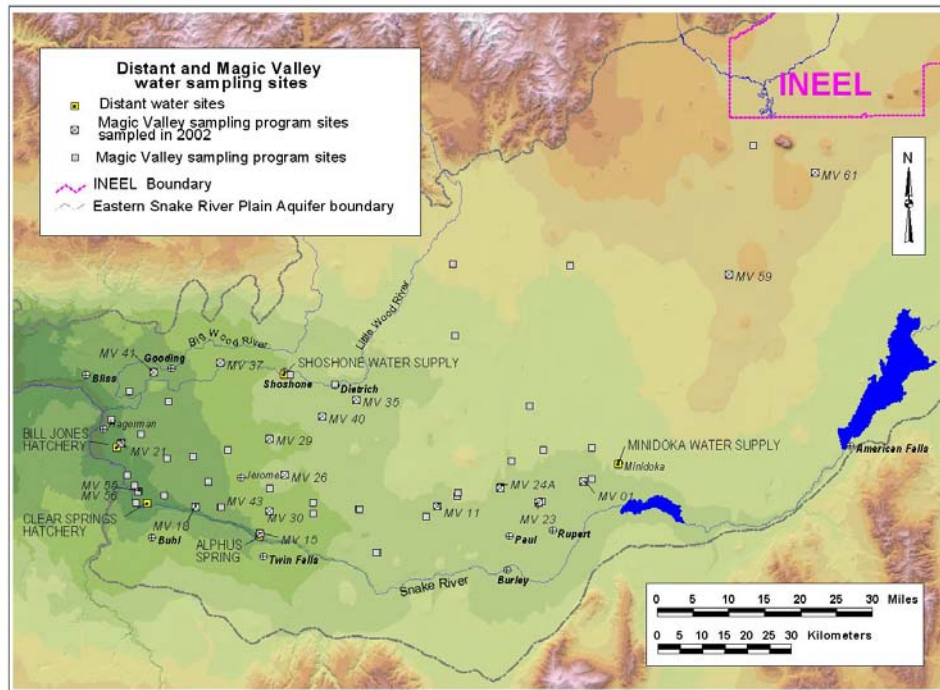 Distant and Magic Valley
water sampling sites
Distant water sites
Magic Valley sampling program sites
sampled in 2002
Magic Valley sampling program sites
INEEL Boundary
Eastern Snake River Plain Aquifer boundary
INEEL
N
MV 61
MV 59
Little Wood River
Big Wood River
MV 41
Gooding
MV 37
SHOSHONE WATER SUPPLY
Bliss
Shoshone
Dietrich
MV 35
MV 40
Hagerman
BILL JONES
HATCHERY
MV 21
MV 29
MINIDOKA WATER SUPPLY
Minidoka
American Falls
Jerome
MV 26
MV 55
MV 56
MV 24A
MV 01
CLEAR SPRINGS
HATCHERY
MV 18
MV 43
MV 30
MV 11
MV 23
Buhl
ALPHUS
SPRING
MV 15
Twin Falls
Paul
Rupert
Snake River
Burley
0 5 10 15 20 25 30 Miles
0 5 10 15 20 25 30 Kilometers